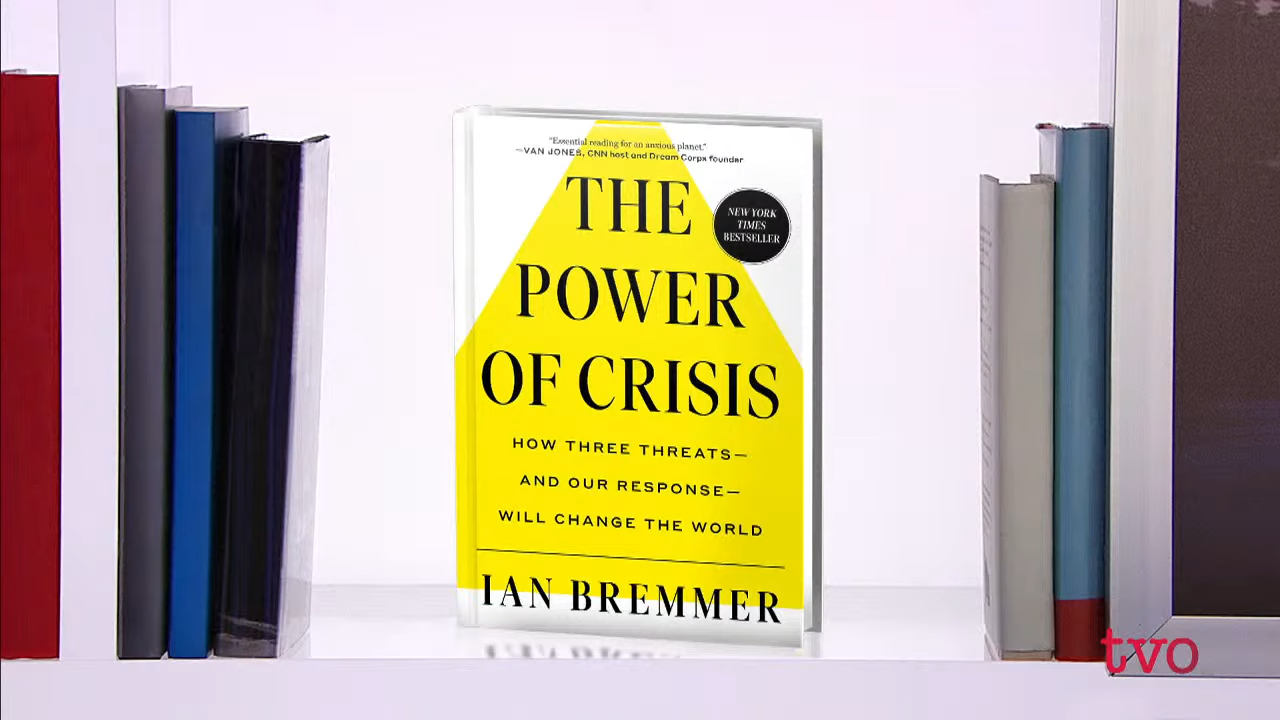 "Essential reading for an anxious planet."
—VAN JONES, CNN host and Dream Corps founder
THE
POWER
OF CRISIS
NEW YORK
TIMES
BESTSELLER
HOW THREE THREATS—
AND OUR RESPONSE—
WILL CHANGE THE WORLD
IAN BREMMER
tvo